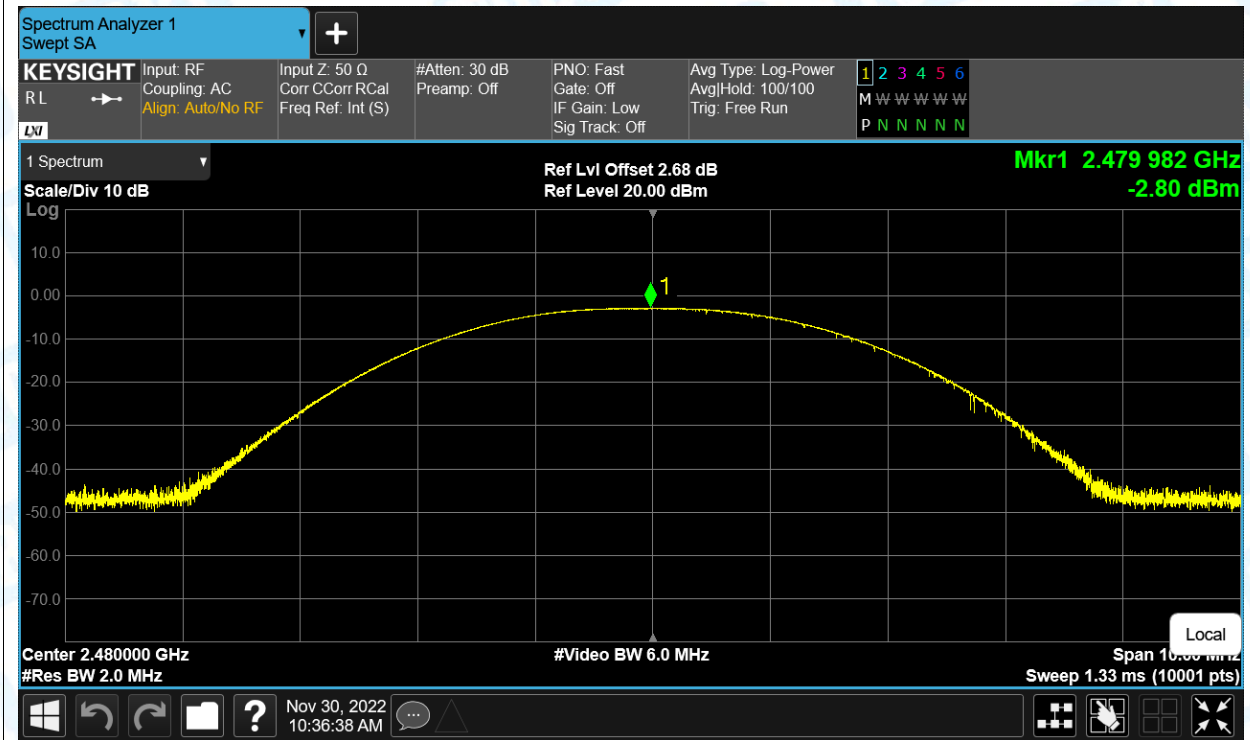 Spectrum Analyzer 1
Swept SA
KEYSIGHT
R L
LXI
Input: RF
Coupling: AC
Align: Auto/No RF
Input Z: 50 Ω
Corr CCorr RCal
Freq Ref: Int (S)
#Atten: 30 dB
Preamp: Off
PNO: Fast
Gate: Off
IF Gain: Low
Sig Track: Off
Avg Type: Log-Power
Avg|Hold: 100/100
Trig: Free Run
1 2 3 4 5 6
M W W W W W
P N N N N N
1 Spectrum
Scale/Div 10 dB
Ref Lvl Offset 2.68 dB
Ref Level 20.00 dBm
Mkr1 2.479 982 GHz
-2.80 dBm
Log
1
10.0
0.00
-10.0
-20.0
-30.0
-40.0
-50.0
-60.0
-70.0
Local
Center 2.480000 GHz
#Video BW 6.0 MHz
Span
#Res BW 2.0 MHz
Sweep 1.33 ms (10001 pts)
?
Nov 30, 2022
10:36:38 AM